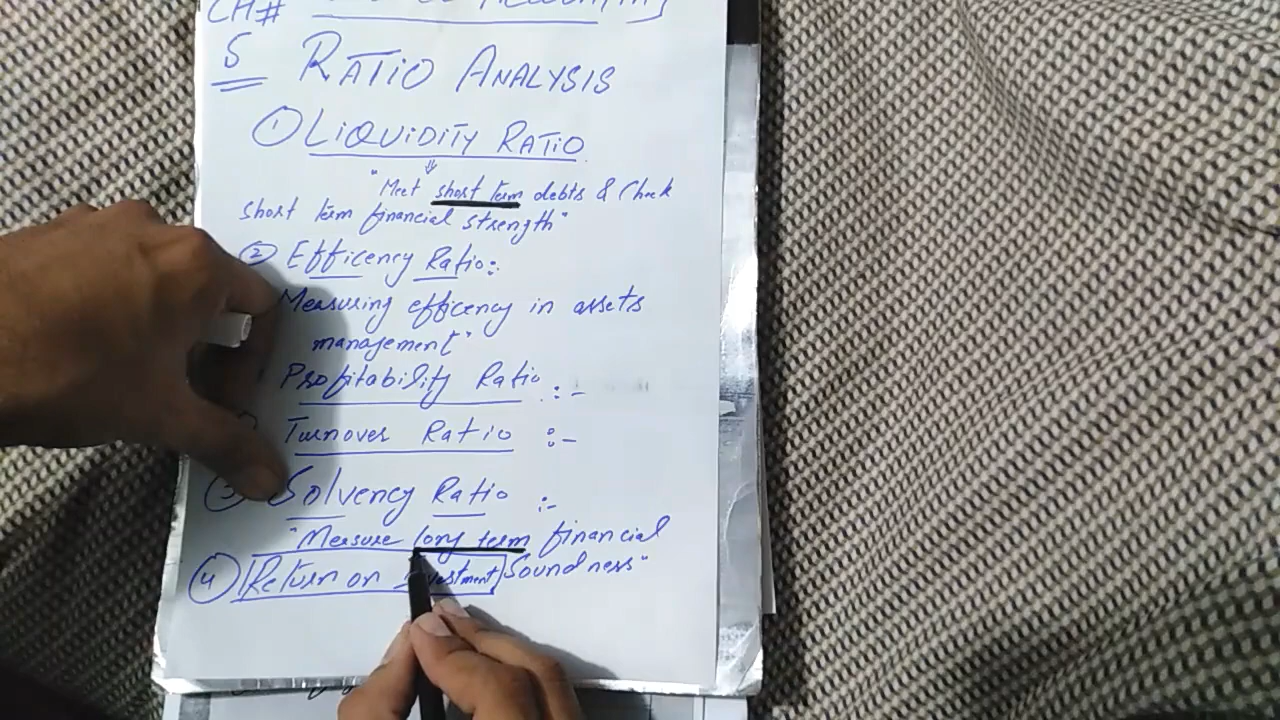 CH#
5 RATIO ANALYSIS
① LIQUIDITY RATIO
"Meet short term debts & Check
short term financial strength"
② Efficency Ratio:.
Measuring efficency in assets
management"
Profitability Ratio :-
Turnover Ratio :-
③ Solvency Ratio :-
"Measure long term financial
④ Return on Investment Soundness"